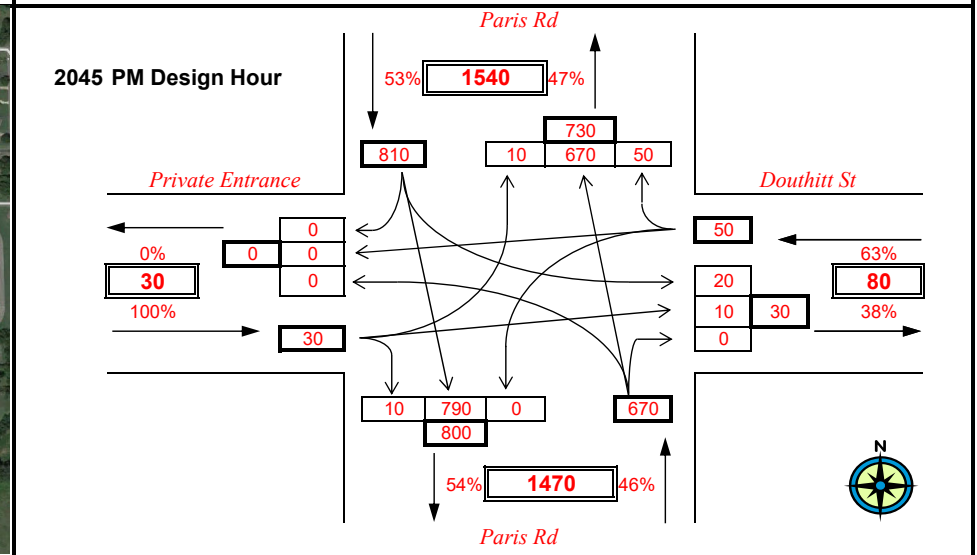 Paris Rd
2045 PM Design Hour
53% 1540 47%
730
810 10 670 50
Private Entrance Douthitt St
0 50
0% 0 0 63%
30 0 20 80
100% 10 30 38%
30 0
10 790 0 670
800
N
54% 1470 46%
Paris Rd